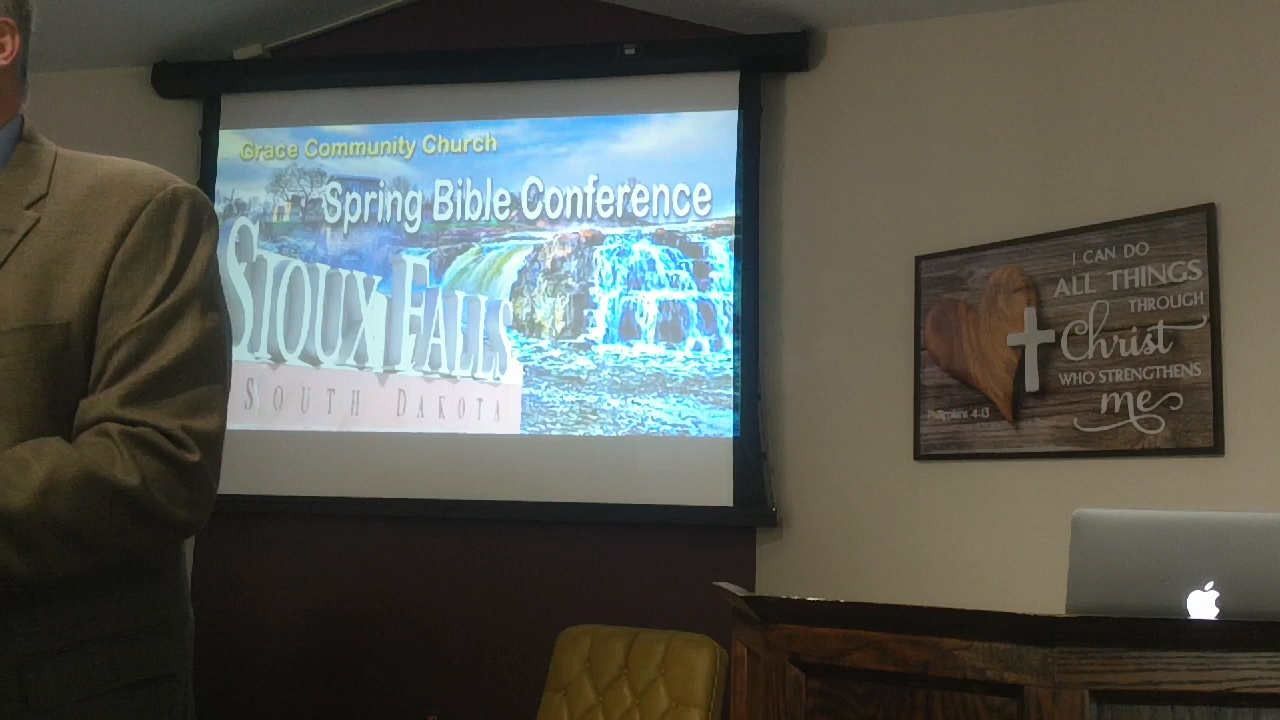 Grace Community Church
Spring Bible Conference
SIOUX FALLS
SOUTH DAKOTA
I CAN DO
ALL THINGS
THROUGH
Christ
WHO STRENGTHENS
me
Philippians 4:13